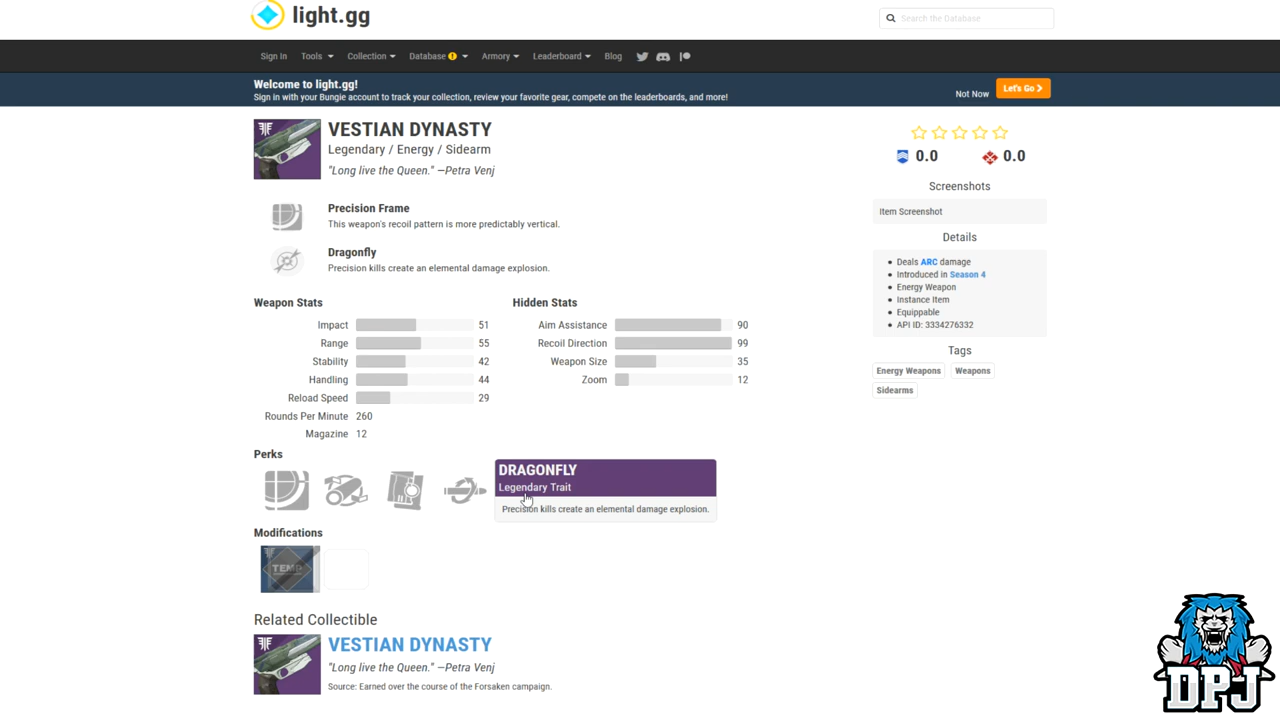 light.gg
Search the Database
Sign In Tools Collection Database ! Armory Leaderboard Blog
Welcome to light.gg!
Sign in with your Bungie account to track your collection, review your favorite gear, compete on the leaderboards, and more!
Not Now
Let's Go
VESTIAN DYNASTY
Legendary / Energy / Sidearm
"Long live the Queen." —Petra Venj
0.0 0.0
Screenshots
Item Screenshot
Details
Deals ARC damage
Introduced in Season 4
Energy Weapon
Instance Item
Equippable
API ID: 3334276332
Tags
Energy Weapons Weapons
Sidearms
Precision Frame
This weapon's recoil pattern is more predictably vertical.
Dragonfly
Precision kills create an elemental damage explosion.
Weapon Stats
Impact 51
Range 55
Stability 42
Handling 44
Reload Speed 29
Rounds Per Minute 260
Magazine 12
Hidden Stats
Aim Assistance 90
Recoil Direction 99
Weapon Size 35
Zoom 12
Perks
DRAGONFLY
Legendary Trait
Precision kills create an elemental damage explosion.
Modifications
TEMP
Related Collectible
VESTIAN DYNASTY
"Long live the Queen." —Petra Venj
Source: Earned over the course of the Forsaken campaign.
DPJ